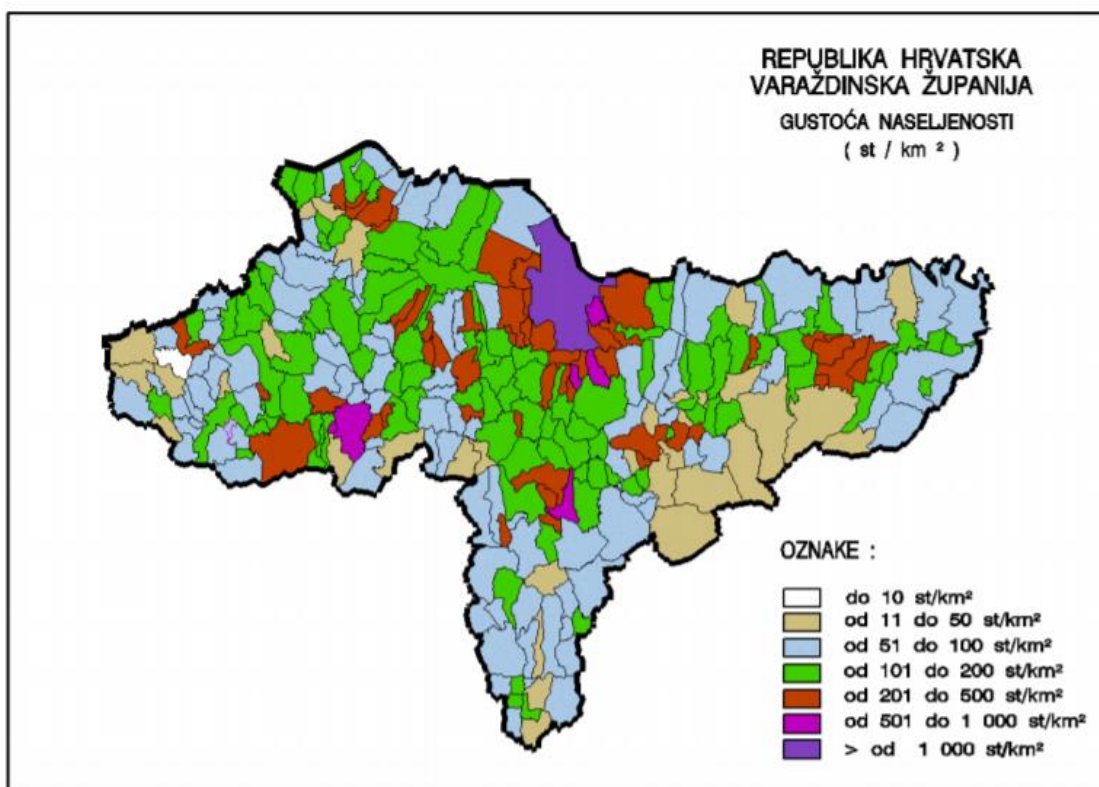 REPUBLIKA HRVATSKA
VARAŽDINSKA ŽUPANIJA
GUSTOĆA NASELJENOSTI
( st / km ² )
OZNAKE :
do 10 st/km²
od 11 do 50 st/km²
od 51 do 100 st/km²
od 101 do 200 st/km²
od 201 do 500 st/km²
od 501 do 1 000 st/km²
> od 1 000 st/km²